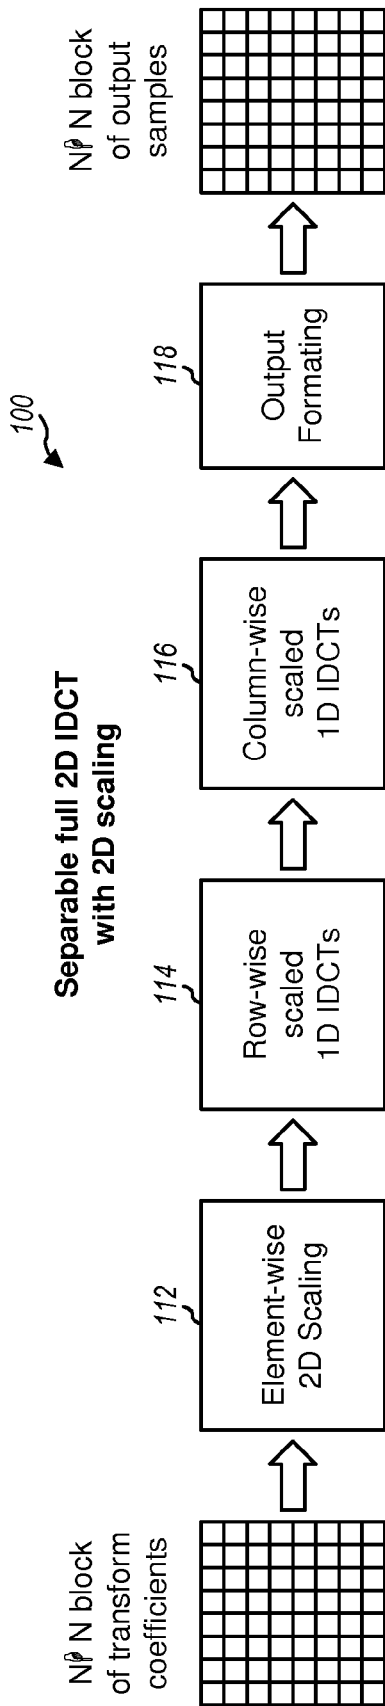 100
Separable full 2D IDCT
with 2D scaling
N N block
of transform
coefficients
112
Element-wise
2D Scaling
114
Row-wise
scaled
1D IDCTs
116
Column-wise
scaled
1D IDCTs
118
Output
Formating
N N block
of output
samples